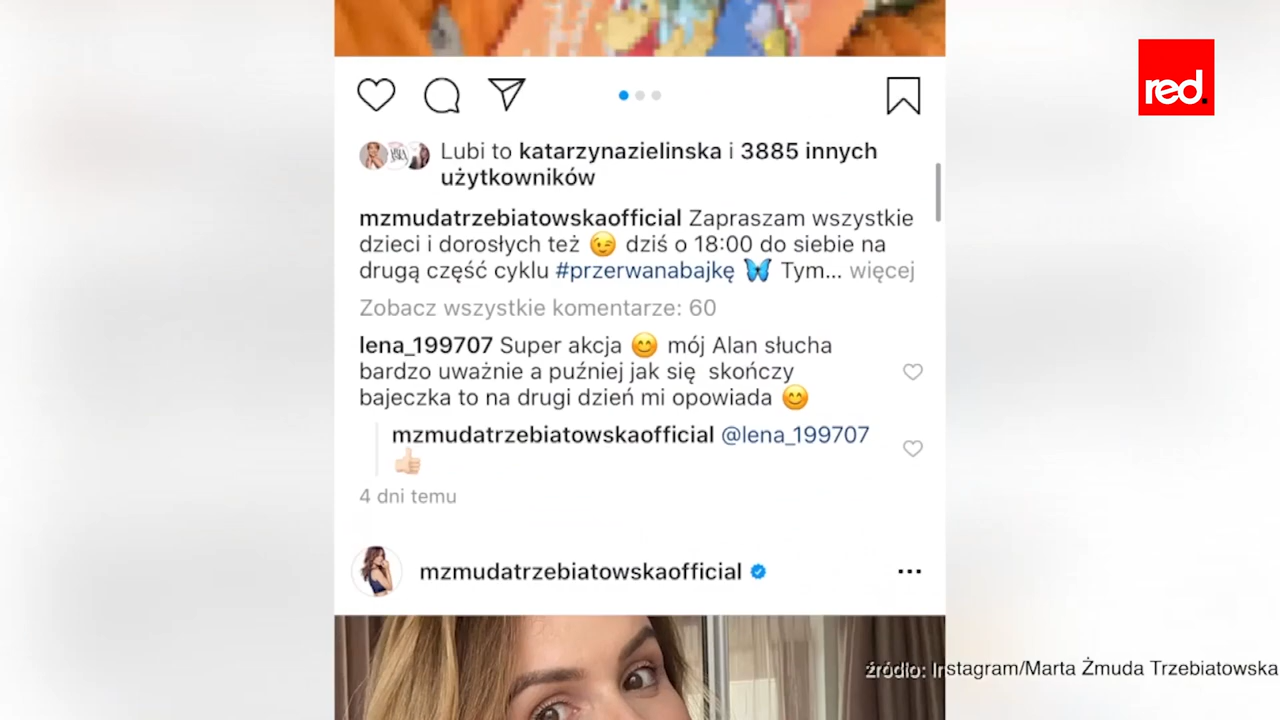 red.
Lubi to katarzynazielinska i 3885 innych
użytkowników
mzmudatrzebiatowskaofficial Zapraszam wszystkie
dzieci i dorosłych też 😉 dziś o 18:00 do siebie na
drugą część cyklu #przerwanabajkę 🦋 Tym... więcej
Zobacz wszystkie komentarze: 60
lena_199707 Super akcja 😊 mój Alan słucha
bardzo uważnie a puźniej jak się skończy
bajeczka to na drugi dzień mi opowiada 😊
mzmudatrzebiatowskaofficial @lena_199707
👍🏻
4 dni temu
mzmudatrzebiatowskaofficial
źródło: Instagram/Marta Żmuda Trzebiatowska